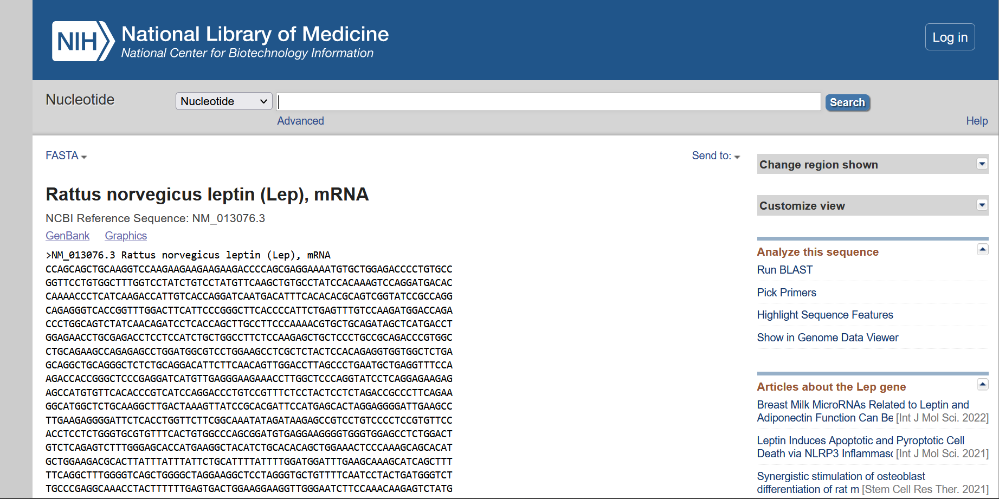 NIH National Library of Medicine
National Center for Biotechnology Information
Log in
Nucleotide
Nucleotide
Search
Advanced
Help
FASTA
Send to:
Rattus norvegicus leptin (Lep), mRNA
NCBI Reference Sequence: NM_013076.3
GenBank Graphics
>NM_013076.3 Rattus norvegicus leptin (Lep), mRNA
CCAGCAGCTGCAAGGTCCAAGAAGAAGAAGAAGACCCCAGCGAGGAAAATGTGCTGGAGACCCCTGTGCC
GGTTCCTGTGGCTTTGGTCCTATCTGTCCTATGTTCAAGCTGTGCCTATCCACAAAGTCCAGGATGACAC
CAAAACCCTCATCAAGACCATTGTCACCAGGATCAATGACATTTCACACACGCAGTCGGTATCCGCCAGG
CAGAGGGTCACCGGTTTGGACTTCATTCCCGGGCTTCACCCCATTCTGAGTTTGTCCAAGATGGACCAGA
CCCTGGCAGTCTATCAACAGATCCTCACCAGCTTGCCTTCCCAAAACGTGCTGCAGATAGCTCATGACCT
GGAGAACCTGCGAGACCTCCTCCATCTGCTGGCCTTCTCCAAGAGCTGCTCCCTGCCGCAGACCCGTGGC
CTGCAGAAGCCAGAGAGCCTGGATGGCGTCCTGGAAGCCTCGCTCTACTCCACAGAGGTGGTGGCTCTGA
GCAGGCTGCAGGGCTCTCTGCAGGACATTCTTCAACAGTTGGACCTTAGCCCTGAATGCTGAGGTTTCCA
AGACCACCGGGCTCCCGAGGATCATGTTGAGGGAAGAAACCTTGGCTCCCAGGTATCCTCAGGAGAAGAG
AGCCATGTGTTCACACCCGTCATCCAGGACCCTGTCCGTTTCTCCTACTCCTCTAGACCGCCCTTCAGAA
GGCATGGCTCTGCAAGGCTTGACTAAAGTTATCCGCACGATTCCATGAGCACTAGGAGGGGATTGAAGCC
TTGAAGAGGGGATTCTCACCTGGTTCTTCGGCAAATATAGATAAGAGCCGTCCTGTCCCCTCCGTGTTCC
ACCTCCTCTGGGTGCGTGTTTCACTGTGGCCCAGCGGATGTGAGGAAGGGGTGGGTGGAGCCTCTGGACT
GTCTCAGAGTCTTTGGGAGCACCATGAAGGCTACATCTGCACACAGCTGGAAACTCCCAAAGCAGCACAT
GCTGGAAGACGCACTTATTTATTTATTCTGCATTTTATTTTGGATGGATTTGAAGCAAAGCATCAGCTTT
TTCAGGCTTTGGGGTCAGCTGGGGCTAGGAAGGCTCCTAGGGTGCTGTTTTCAATCCTACTGATGGGTCT
TGCCCGAGGCAAACCTACTTTTTTGAGTGACTGGAAGGAAGGTTGGGAATCTTCCAAACAAGAGTCTATG
Change region shown
Customize view
Analyze this sequence
Run BLAST
Pick Primers
Highlight Sequence Features
Show in Genome Data Viewer
Articles about the Lep gene
Breast Milk MicroRNAs Related to Leptin and
Adiponectin Function Can Be [Int J Mol Sci. 2022]
Leptin Induces Apoptotic and Pyroptotic Cell
Death via NLRP3 Inflammaso [Int J Mol Sci. 2021]
Synergistic stimulation of osteoblast
differentiation of rat m [Stem Cell Res Ther. 2021]